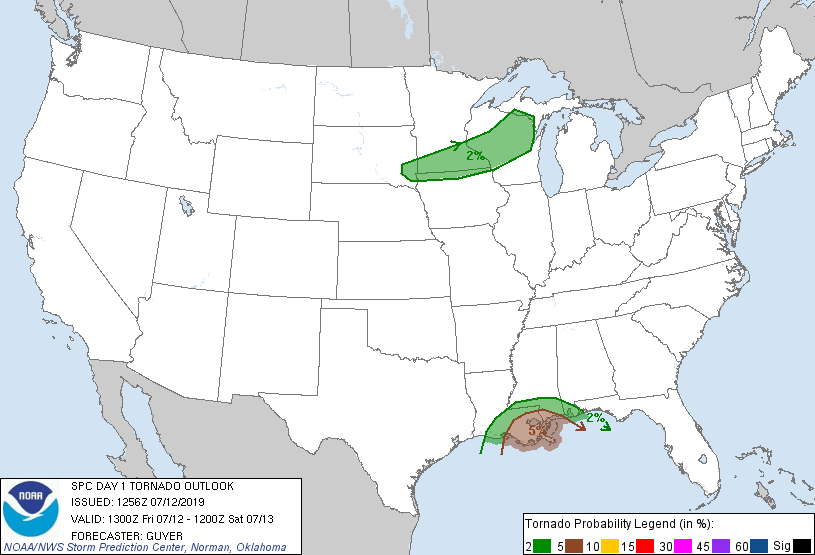 2%
2%
5%
NOAA
SPC DAY 1 TORNADO OUTLOOK
ISSUED: 1256Z 07/12/2019
VALID: 1300Z Fri 07/12 - 1200Z Sat 07/13
FORECASTER: GUYER
NOAA/NWS Storm Prediction Center, Norman, Oklahoma
Tornado Probability Legend (in %):
2 5 10 15 30 45 60 Sig